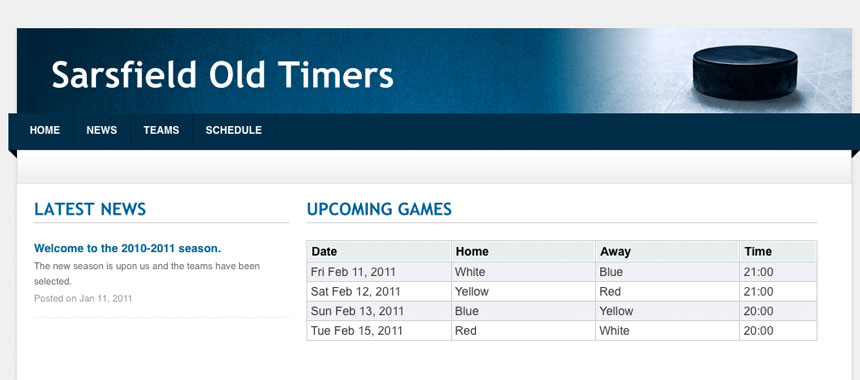 Sarsfield Old Timers
HOME NEWS TEAMS SCHEDULE
LATEST NEWS
Welcome to the 2010-2011 season.
The new season is upon us and the teams have been
selected.
Posted on Jan 11, 2011
UPCOMING GAMES
Date Home Away Time
Fri Feb 11, 2011 White Blue 21:00
Sat Feb 12, 2011 Yellow Red 21:00
Sun Feb 13, 2011 Blue Yellow 20:00
Tue Feb 15, 2011 Red White 20:00